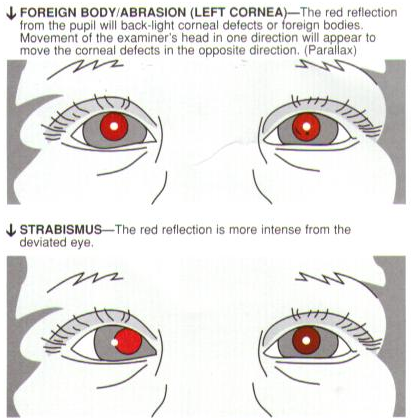 ↓ FOREIGN BODY/ABRASION (LEFT CORNEA)—The red reflection
from the pupil will back-light corneal defects or foreign bodies.
Movement of the examiner's head in one direction will appear to
move the corneal defects in the opposite direction. (Parallax)
↓ STRABISMUS—The red reflection is more intense from the
deviated eye.